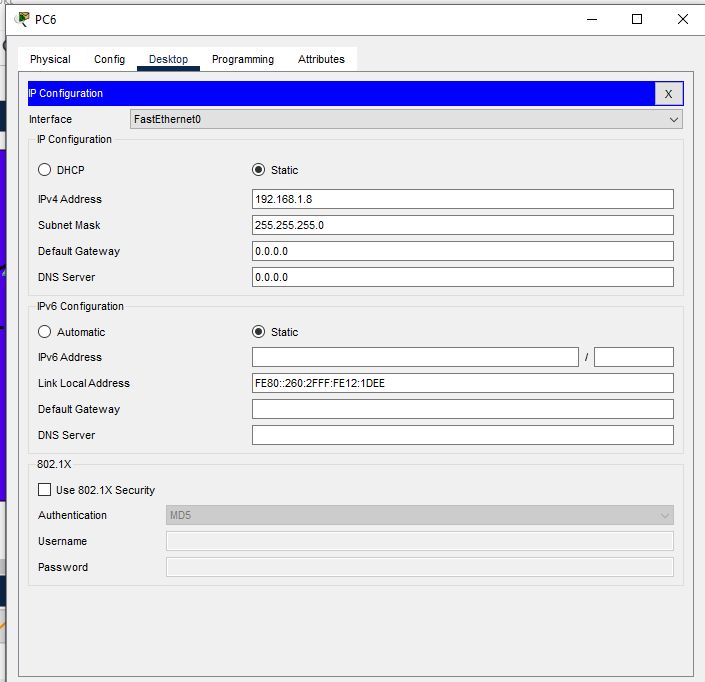 PC6
Physical Config Desktop Programming Attributes
IP Configuration X
Interface FastEthernet0
IP Configuration
DHCP Static
IPv4 Address 192.168.1.8
Subnet Mask 255.255.255.0
Default Gateway 0.0.0.0
DNS Server 0.0.0.0
IPv6 Configuration
Automatic Static
IPv6 Address /
Link Local Address FE80::260:2FFF:FE12:1DEE
Default Gateway
DNS Server
802.1X
Use 802.1X Security
Authentication MD5
Username
Password